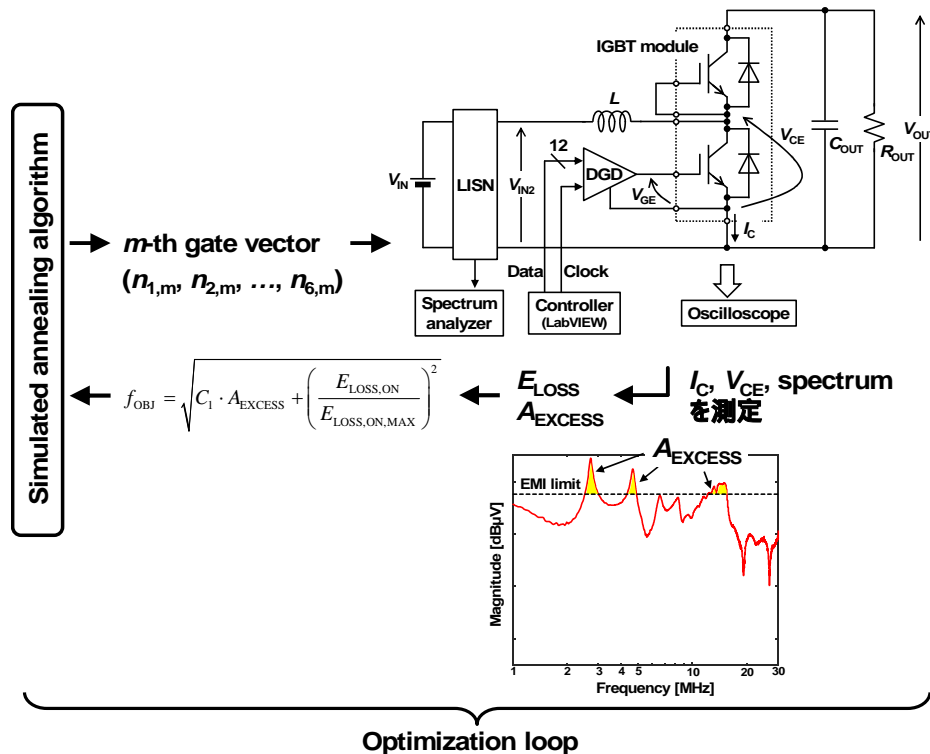 Simulated annealing algorithm
m-th gate vector
(n1,m, n2,m, …, n6,m)
VIN
LISN
VIN2
L
12
DGD
VGE
IGBT module
VCE
IC
COUT
ROUT
VOUT
Data
Clock
Spectrum
analyzer
Controller
(LabVIEW)
Oscilloscope
fOBJ = √(C1 · AEXCESS + (ELOSS,ON / ELOSS,ON,MAX)²)
ELOSS
AEXCESS
IC, VCE, spectrum
を測定
AEXCESS
EMI limit
Magnitude [dBµV]
1 2 3 4 5 10 20 30
Frequency [MHz]
Optimization loop